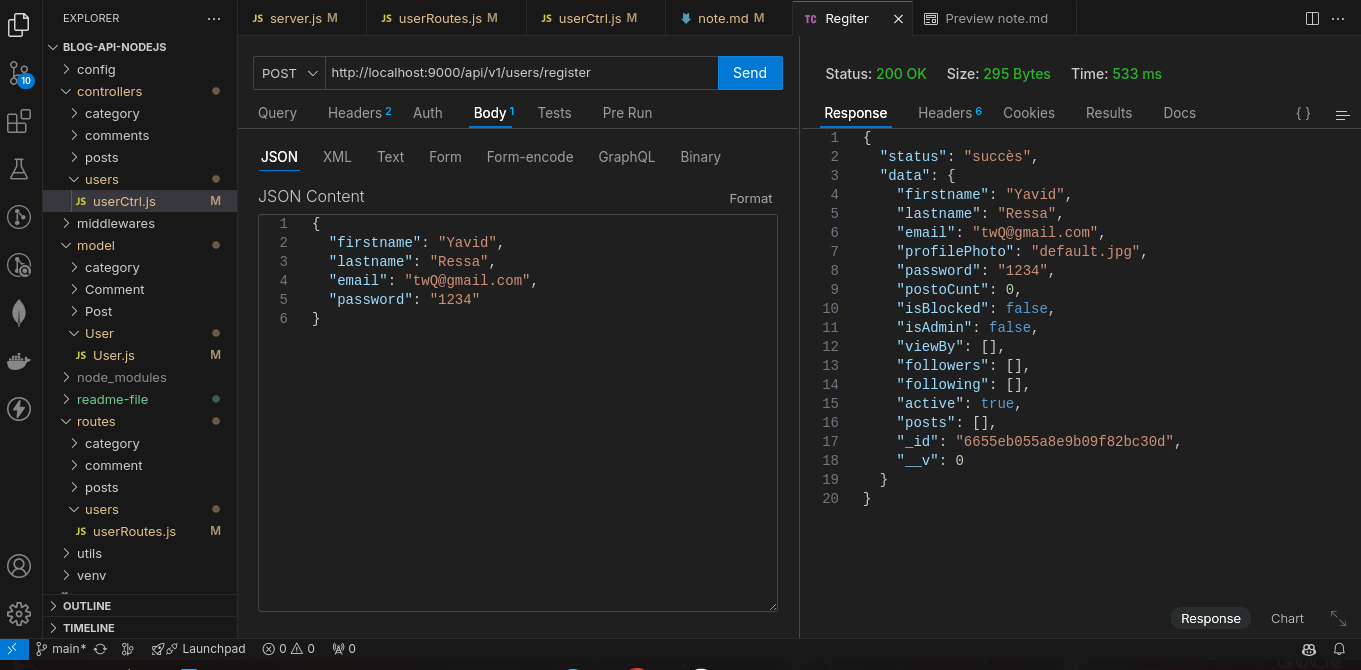 EXPLORER
BLOG-API-NODEJS
config
controllers
category
comments
posts
users
JS userCtrl.js M
middlewares
model
category
Comment
Post
User
JS User.js M
node_modules
readme-file
routes
category
comment
posts
users
JS userRoutes.js M
utils
venv
OUTLINE
TIMELINE
10
JS server.js M
JS userRoutes.js M
JS userCtrl.js M
note.md M
TC Regiter
Preview note.md
POST
http://localhost:9000/api/v1/users/register
Send
Query Headers 2 Auth Body 1 Tests Pre Run
JSON XML Text Form Form-encode GraphQL Binary
JSON Content
Format
1 {
2 "firstname": "Yavid",
3 "lastname": "Ressa",
4 "email": "twQ@gmail.com",
5 "password": "1234"
6 }
Status: 200 OK Size: 295 Bytes Time: 533 ms
Response Headers 6 Cookies Results Docs { }
1 {
2 "status": "succès",
3 "data": {
4 "firstname": "Yavid",
5 "lastname": "Ressa",
6 "email": "twQ@gmail.com",
7 "profilePhoto": "default.jpg",
8 "password": "1234",
9 "postoCunt": 0,
10 "isBlocked": false,
11 "isAdmin": false,
12 "viewBy": [],
13 "followers": [],
14 "following": [],
15 "active": true,
16 "posts": [],
17 "_id": "6655eb055a8e9b09f82bc30d",
18 "__v": 0
19 }
20 }
Response Chart
main* Launchpad 0 0 0